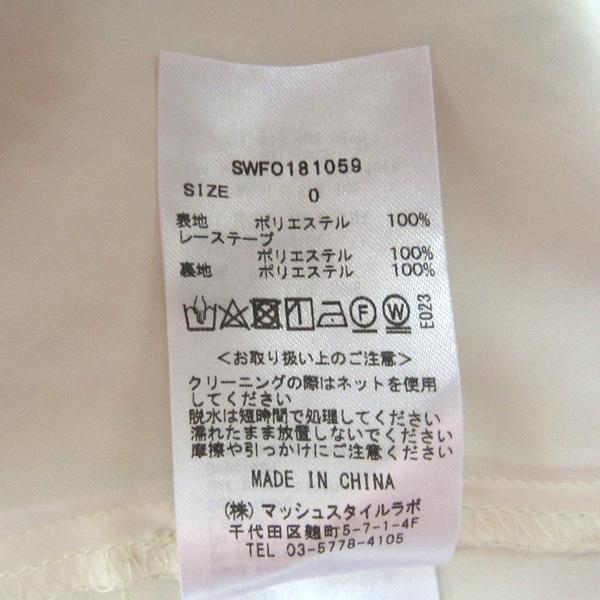 SWFO181059
SIZE 0
表地 ポリエステル 100%
レーステープ
ポリエステル 100%
裏地 ポリエステル 100%
F W E023
<お取り扱い上のご注意>
クリーニングの際はネットを使用
してください
脱水は短時間で処理してください
濡れたまま放置しないでください
摩擦や引っかけにご注意ください
MADE IN CHINA
(株)マッシュスタイルラボ
千代田区麹町5-7-1-4F
TEL 03-5778-4105